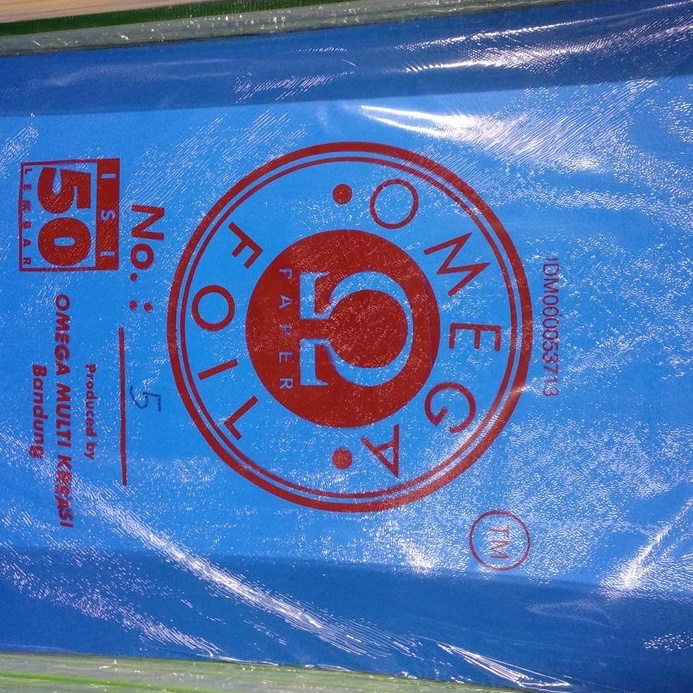 IDM000053713
TM
OMEGA
PAPER
FOIL
No. : 5
ISI
50
LEMBAR
Produced by
OMEGA MULTI KREASI
Bandung